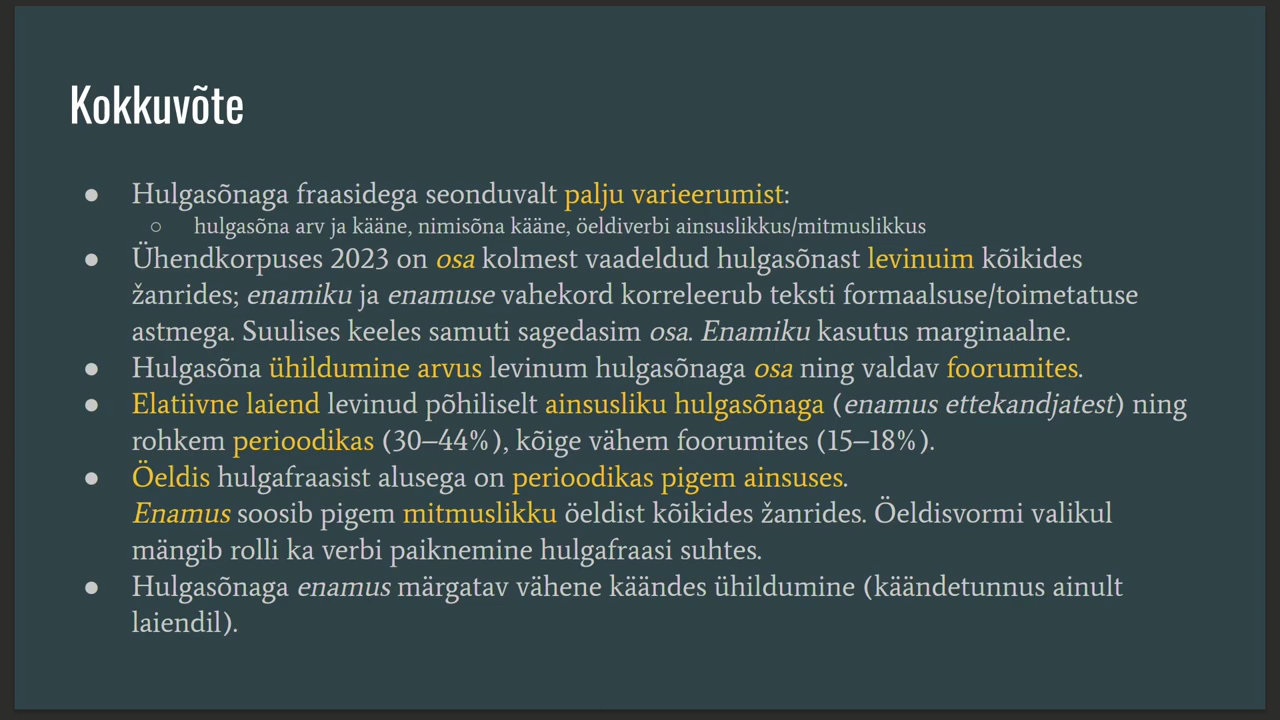 Kokkuvõte
● Hulgasõnaga fraasidega seonduvalt palju varieerumist:
○ hulgasõna arv ja kääne, nimisõna kääne, öeldiverbi ainsuslikkus/mitmuslikkus
● Ühendkorpuses 2023 on osa kolmest vaadeldud hulgasõnast levinuim kõikides
žanrides; enamiku ja enamuse vahekord korreleerub teksti formaalsuse/toimetatuse
astmega. Suulises keeles samuti sagedasim osa. Enamiku kasutus marginaalne.
● Hulgasõna ühildumine arvus levinum hulgasõnaga osa ning valdav foorumites.
● Elatiivne laiend levinud põhiliselt ainsusliku hulgasõnaga (enamus ettekandjatest) ning
rohkem perioodikas (30–44%), kõige vähem foorumites (15–18%).
● Öeldis hulgafraasist alusega on perioodikas pigem ainsuses.
Enamus soosib pigem mitmuslikku öeldist kõikides žanrides. Öeldisvormi valikul
mängib rolli ka verbi paiknemine hulgafraasi suhtes.
● Hulgasõnaga enamus märgatav vähene käändes ühildumine (käändetunnus ainult
laiendil).